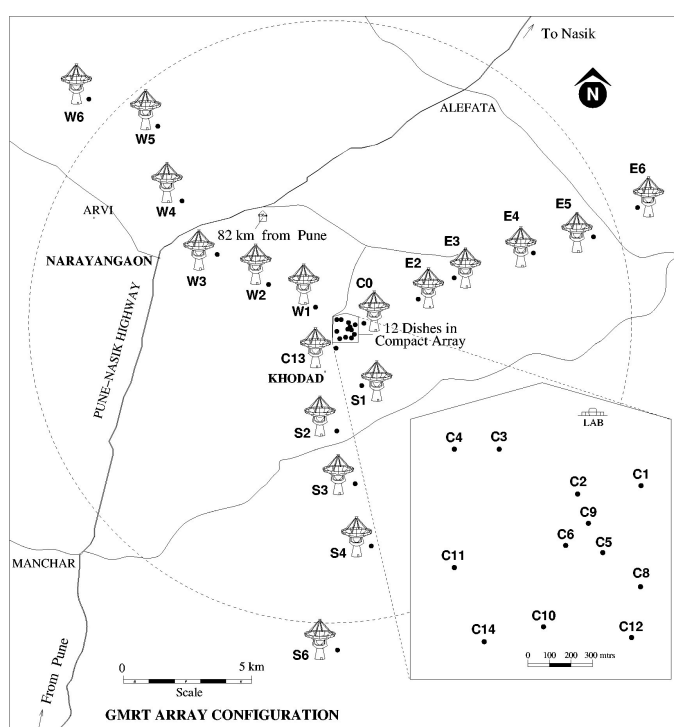 To Nasik
N
W6
W5
ALEFATA
W4
E6
ARVI
E5
E4
82 km from Pune
E3
NARAYANGAON
W3
W2
E2
W1
C0
12 Dishes in
Compact Array
C13
KHODAD
PUNE-NASIK HIGHWAY
S1
S2
S3
S4
MANCHAR
S6
From Pune
0 5 km
Scale
GMRT ARRAY CONFIGURATION
LAB
C4 C3
C1
C2
C9
C6 C5
C11
C8
C10
C14 C12
0 100 200 300 mtrs